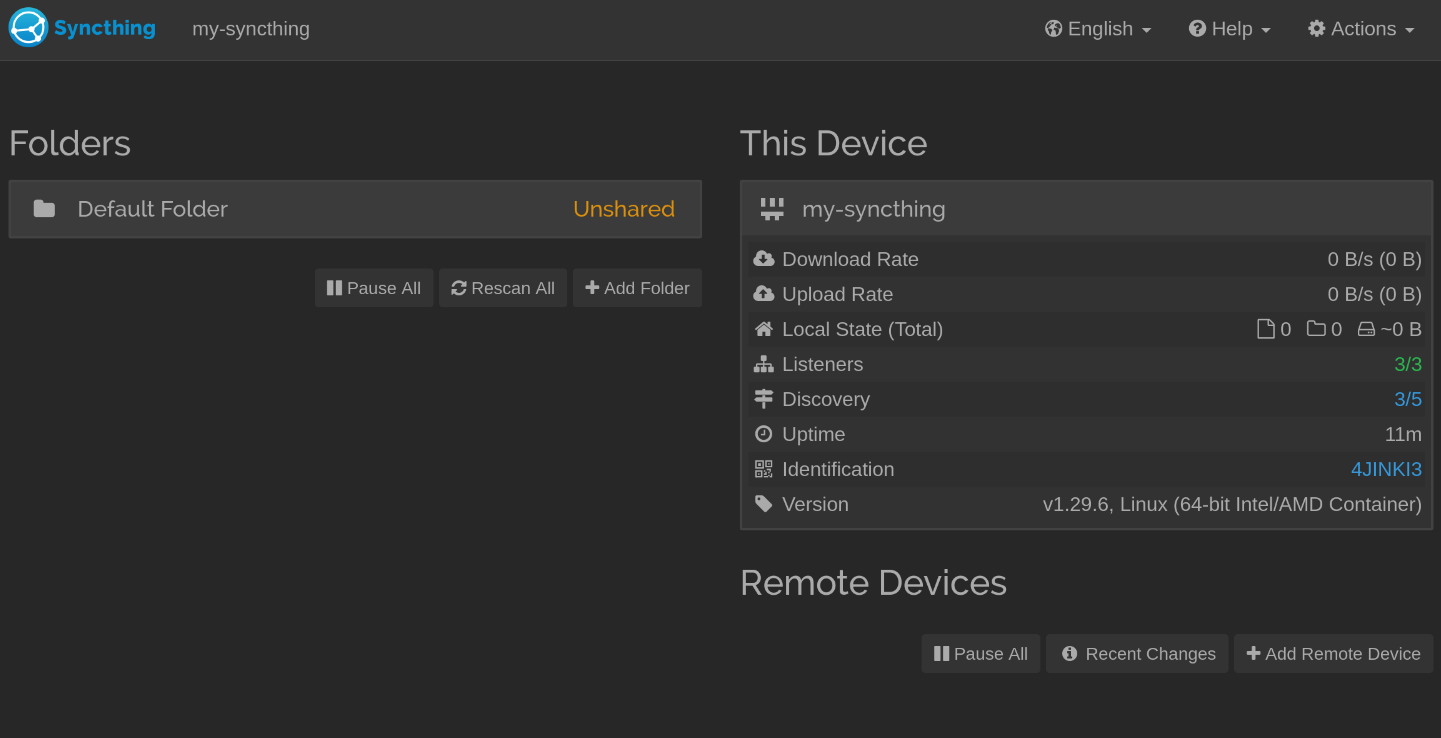 Syncthing my-syncthing English Help Actions
Folders
Default Folder Unshared
Pause All Rescan All Add Folder
This Device
my-syncthing
Download Rate 0 B/s (0 B)
Upload Rate 0 B/s (0 B)
Local State (Total) 0 0 ~0 B
Listeners 3/3
Discovery 3/5
Uptime 11m
Identification 4JINKI3
Version v1.29.6, Linux (64-bit Intel/AMD Container)
Remote Devices
Pause All Recent Changes Add Remote Device